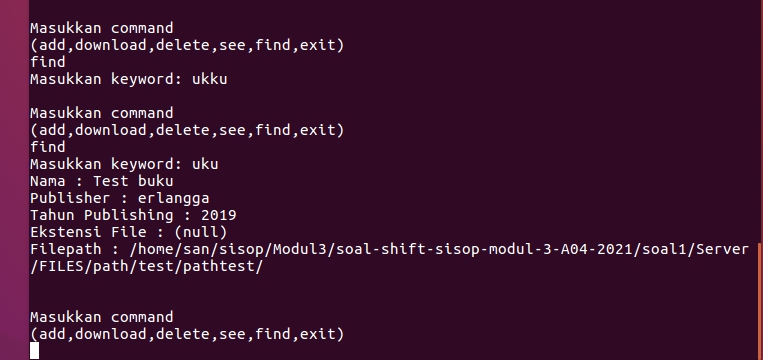 Masukkan command
(add,download,delete,see,find,exit)
find
Masukkan keyword: ukku
Masukkan command
(add,download,delete,see,find,exit)
find
Masukkan keyword: uku
Nama : Test buku
Publisher : erlangga
Tahun Publishing : 2019
Ekstensi File : (null)
Filepath : /home/san/sisop/Modul3/soal-shift-sisop-modul-3-A04-2021/soal1/Server
/FILES/path/test/pathtest/
Masukkan command
(add,download,delete,see,find,exit)